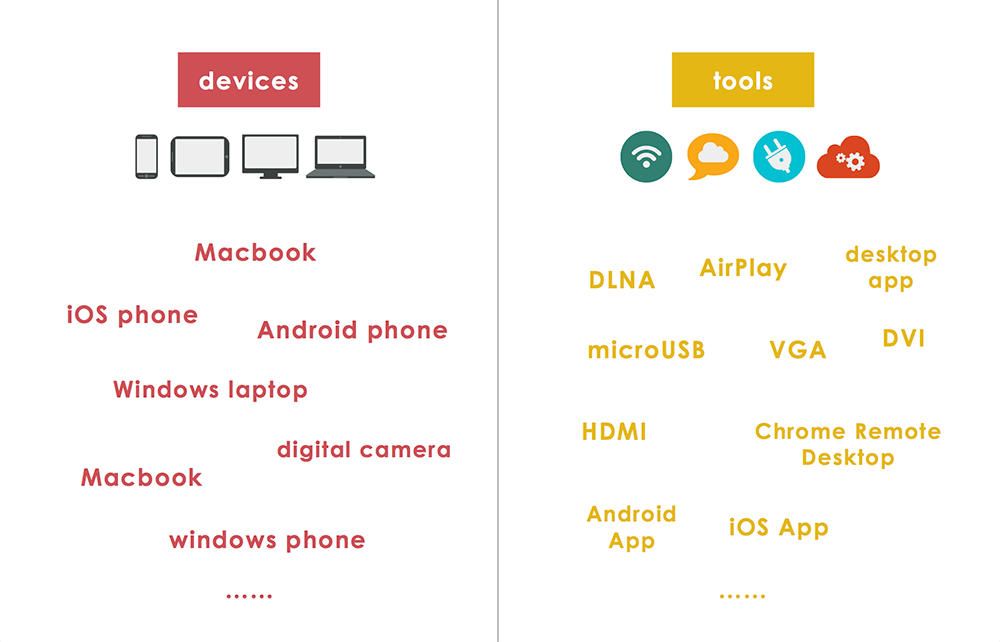 devices
Macbook
iOS phone
Android phone
Windows laptop
digital camera
Macbook
windows phone
......
tools
DLNA
AirPlay
desktop
app
microUSB
VGA
DVI
HDMI
Chrome Remote
Desktop
Android
App
iOS App
......